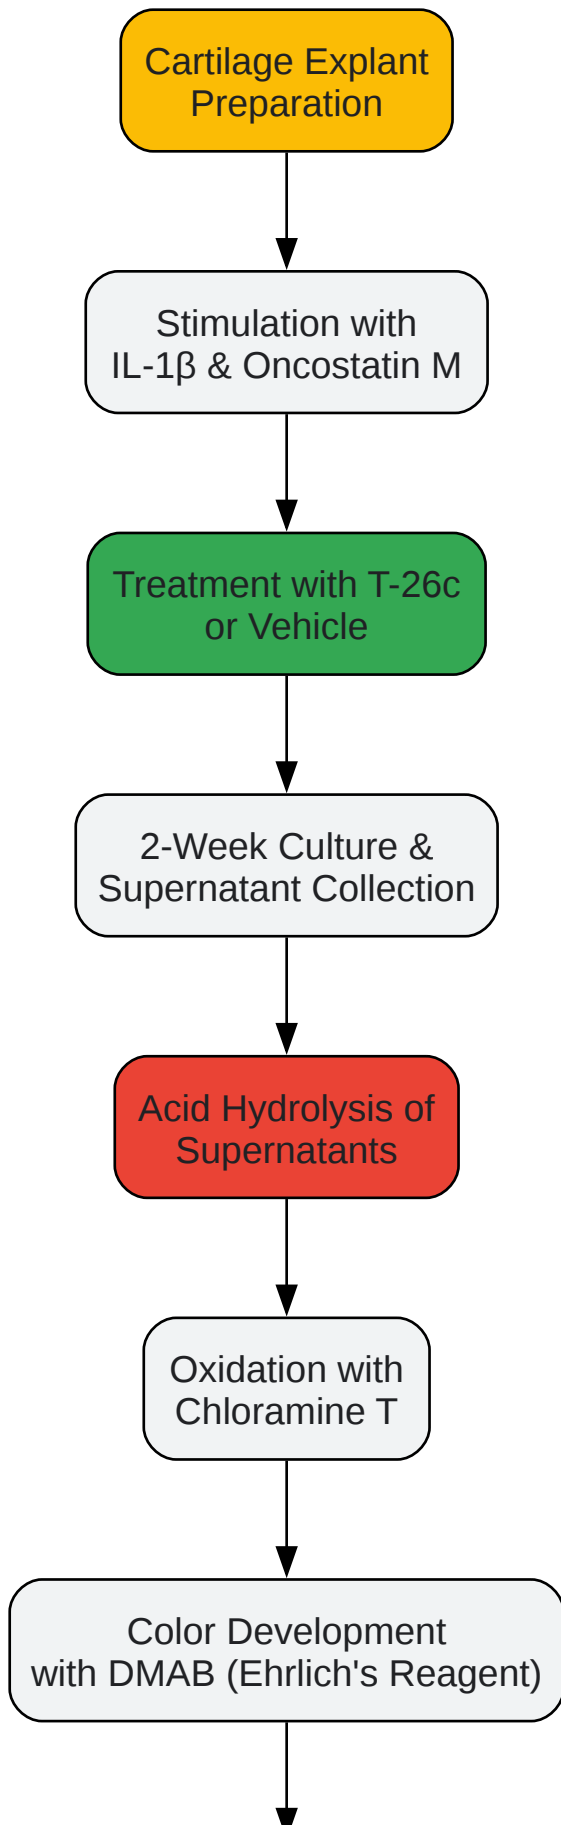 Cartilage Explant
Preparation
Stimulation with
IL-1β & Oncostatin M
Treatment with T-26c
or Vehicle
2-Week Culture &
Supernatant Collection
Acid Hydrolysis of
Supernatants
Oxidation with
Chloramine T
Color Development
with DMAB (Ehrlich's Reagent)